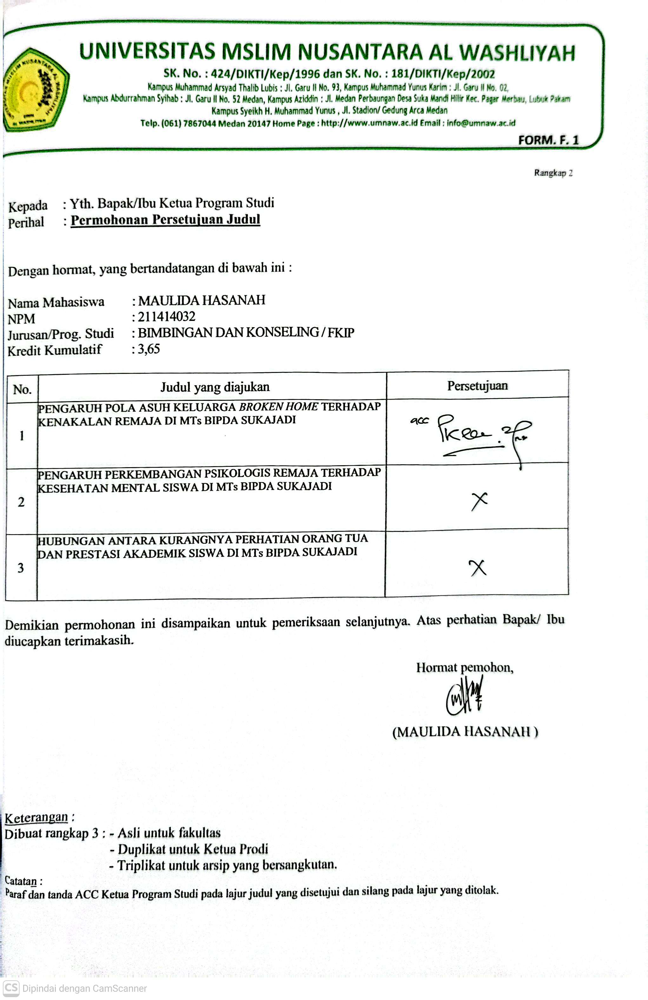 UNIVERSITAS MSLIM NUSANTARA AL WASHLIYAH
SK. No. : 424/DIKTI/Kep/1996 dan SK. No. : 181/DIKTI/Kep/2002
Kampus Muhammad Arsyad Thalib Lubis : Jl. Garu II No. 93, Kampus Muhammad Yunus Karim : Jl. Garu II No. 02,
Kampus Abdurrahman Syihab : Jl. Garu II No. 52 Medan, Kampus Aziddin : Jl. Medan Perbaungan Desa Suka Mandi Hilir Kec. Pagar Merbau, Lubuk Pakam
Kampus Syeikh H. Muhammad Yunus , Jl. Stadion/ Gedung Arca Medan
Telp. (061) 7867044 Medan 20147 Home Page : http://www.umnaw.ac.id Email : info@umnaw.ac.id
FORM. F. 1
Rangkap 2
Kepada : Yth. Bapak/Ibu Ketua Program Studi
Perihal : Permohonan Persetujuan Judul
Dengan hormat, yang bertandatangan di bawah ini :
Nama Mahasiswa : MAULIDA HASANAH
NPM : 211414032
Jurusan/Prog. Studi : BIMBINGAN DAN KONSELING / FKIP
Kredit Kumulatif : 3,65
No. Judul yang diajukan Persetujuan
PENGARUH POLA ASUH KELUARGA BROKEN HOME TERHADAP
KENAKALAN REMAJA DI MTs BIPDA SUKAJADI
1 acc
PENGARUH PERKEMBANGAN PSIKOLOGIS REMAJA TERHADAP
KESEHATAN MENTAL SISWA DI MTs BIPDA SUKAJADI
2 X
HUBUNGAN ANTARA KURANGNYA PERHATIAN ORANG TUA
DAN PRESTASI AKADEMIK SISWA DI MTs BIPDA SUKAJADI
3 X
Demikian permohonan ini disampaikan untuk pemeriksaan selanjutnya. Atas perhatian Bapak/ Ibu
diucapkan terimakasih.
Hormat pemohon,
(MAULIDA HASANAH )
Keterangan :
Dibuat rangkap 3 : - Asli untuk fakultas
- Duplikat untuk Ketua Prodi
- Triplikat untuk arsip yang bersangkutan.
Catatan :
Paraf dan tanda ACC Ketua Program Studi pada lajur judul yang disetujui dan silang pada lajur yang ditolak.
CS Dipindai dengan CamScanner